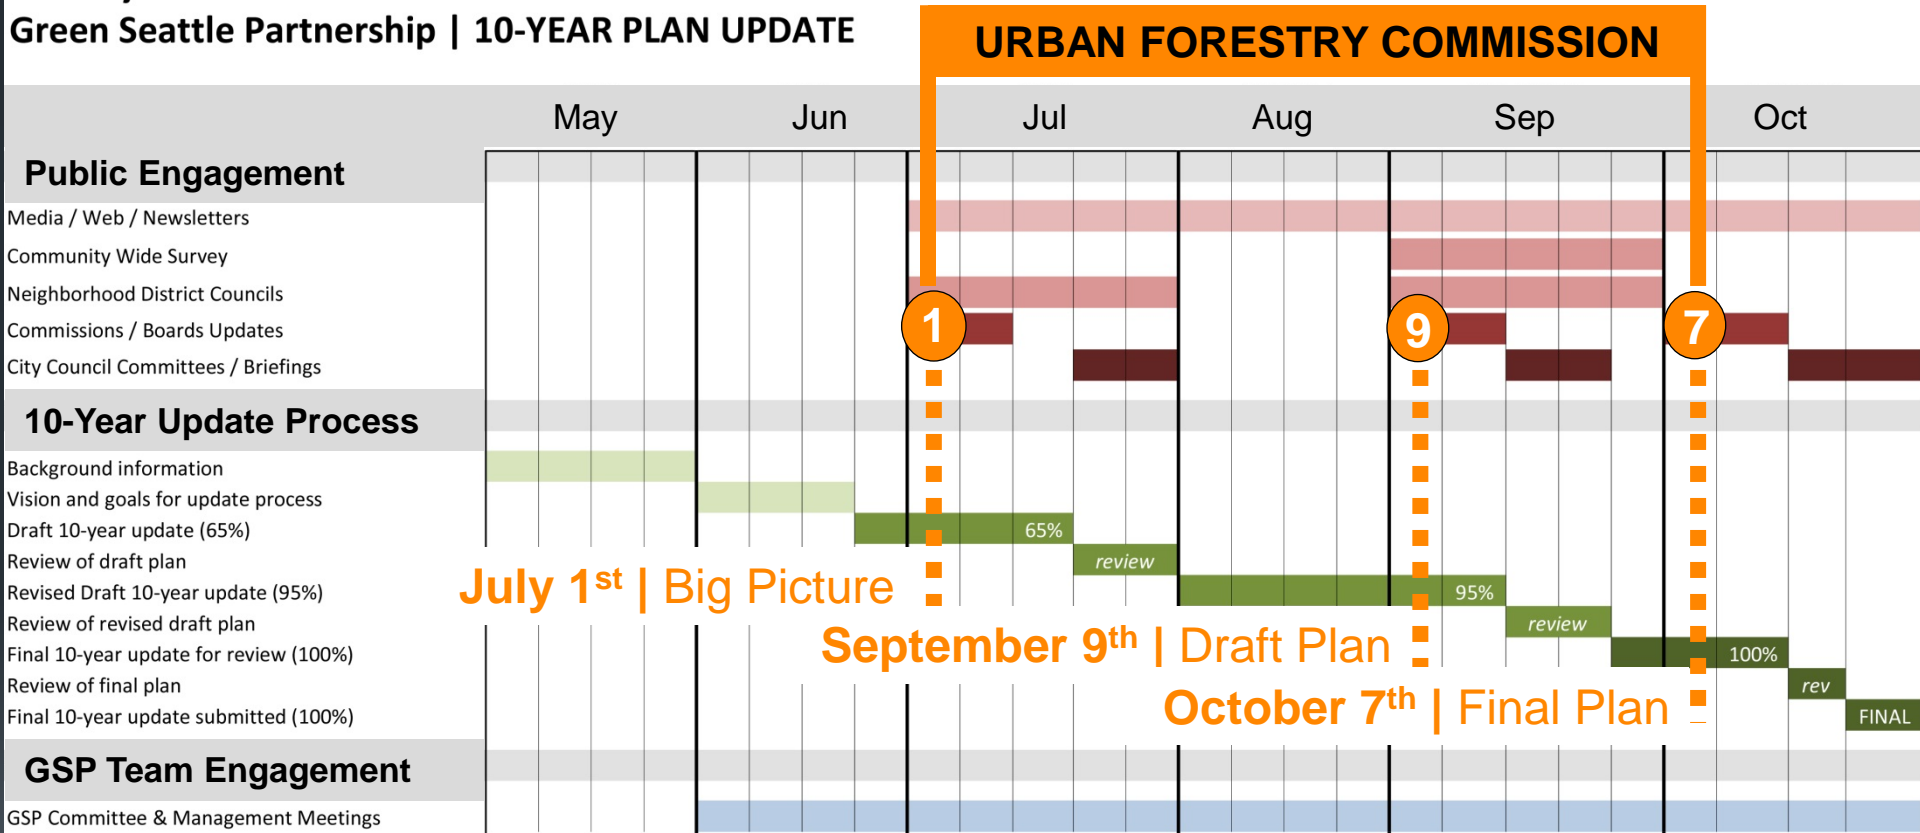 Green Seattle Partnership | 10-YEAR PLAN UPDATE
URBAN FORESTRY COMMISSION
May Jun Jul Aug Sep Oct
Public Engagement
Media / Web / Newsletters
Community Wide Survey
Neighborhood District Councils
Commissions / Boards Updates
1 9 7
City Council Committees / Briefings
10-Year Update Process
Background information
Vision and goals for update process
Draft 10-year update (65%) 65%
Review of draft plan review
July 1st | Big Picture
Revised Draft 10-year update (95%) 95%
Review of revised draft plan review
September 9th | Draft Plan
Final 10-year update for review (100%) 100%
Review of final plan rev
October 7th | Final Plan
Final 10-year update submitted (100%) FINAL
GSP Team Engagement
GSP Committee & Management Meetings